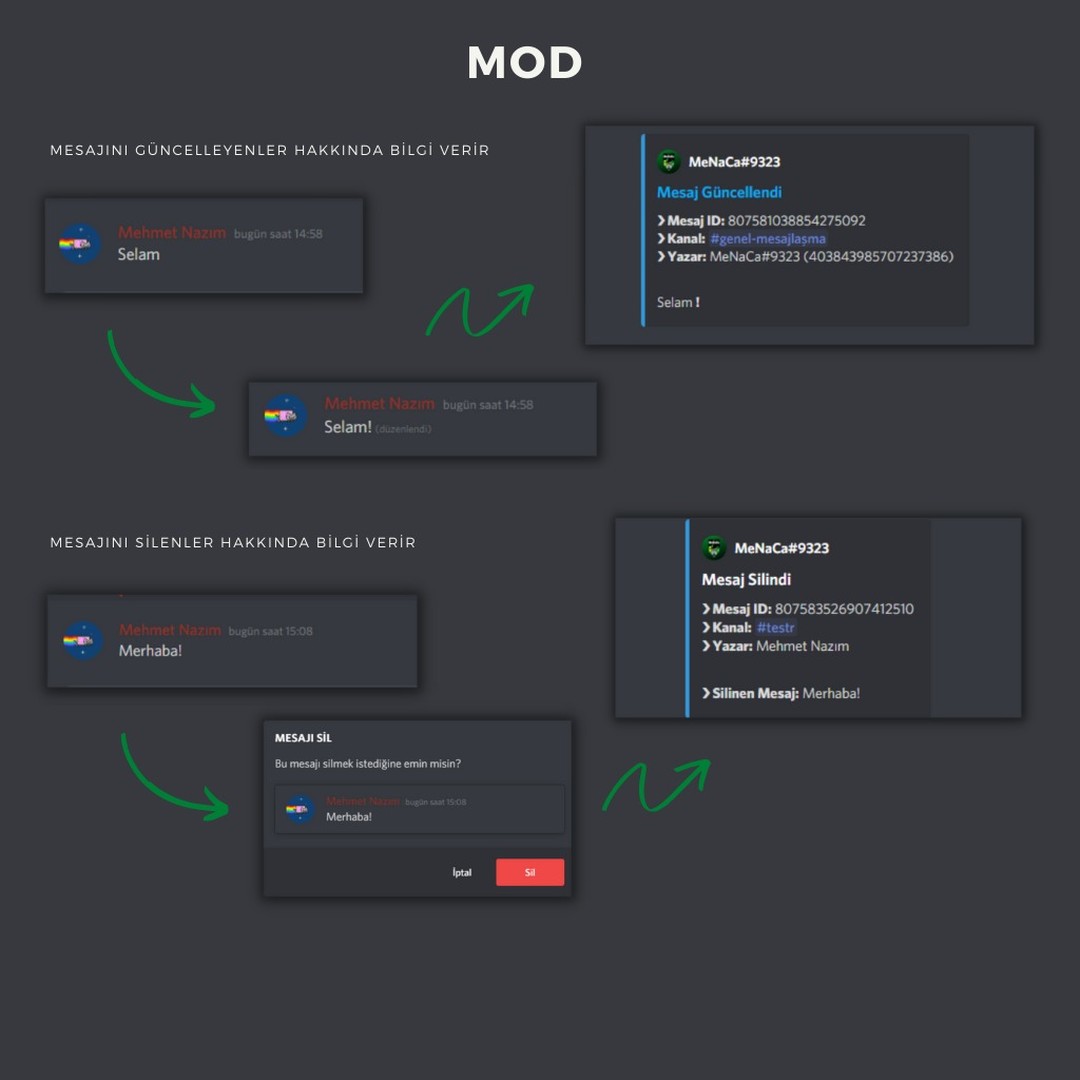 MOD
MESAJINI GÜNCELLEYENLER HAKKINDA BİLGİ VERİR
Mehmet Nazım bugün saat 14:58
Selam
MeNaCa#9323
Mesaj Güncellendi
❯ Mesaj ID: 807581038854275092
❯ Kanal: #genel-mesajlaşma
❯ Yazar: MeNaCa#9323 (403843985707237386)
Selam !
Mehmet Nazım bugün saat 14:58
Selam! (düzenlendi)
MESAJINI SİLENLER HAKKINDA BİLGİ VERİR
Mehmet Nazım bugün saat 15:08
Merhaba!
MeNaCa#9323
Mesaj Silindi
❯ Mesaj ID: 807583526907412510
❯ Kanal: #testr
❯ Yazar: Mehmet Nazım
❯ Silinen Mesaj: Merhaba!
MESAJI SİL
Bu mesajı silmek istediğine emin misin?
Mehmet Nazım bugün saat 15:08
Merhaba!
İptal Sil